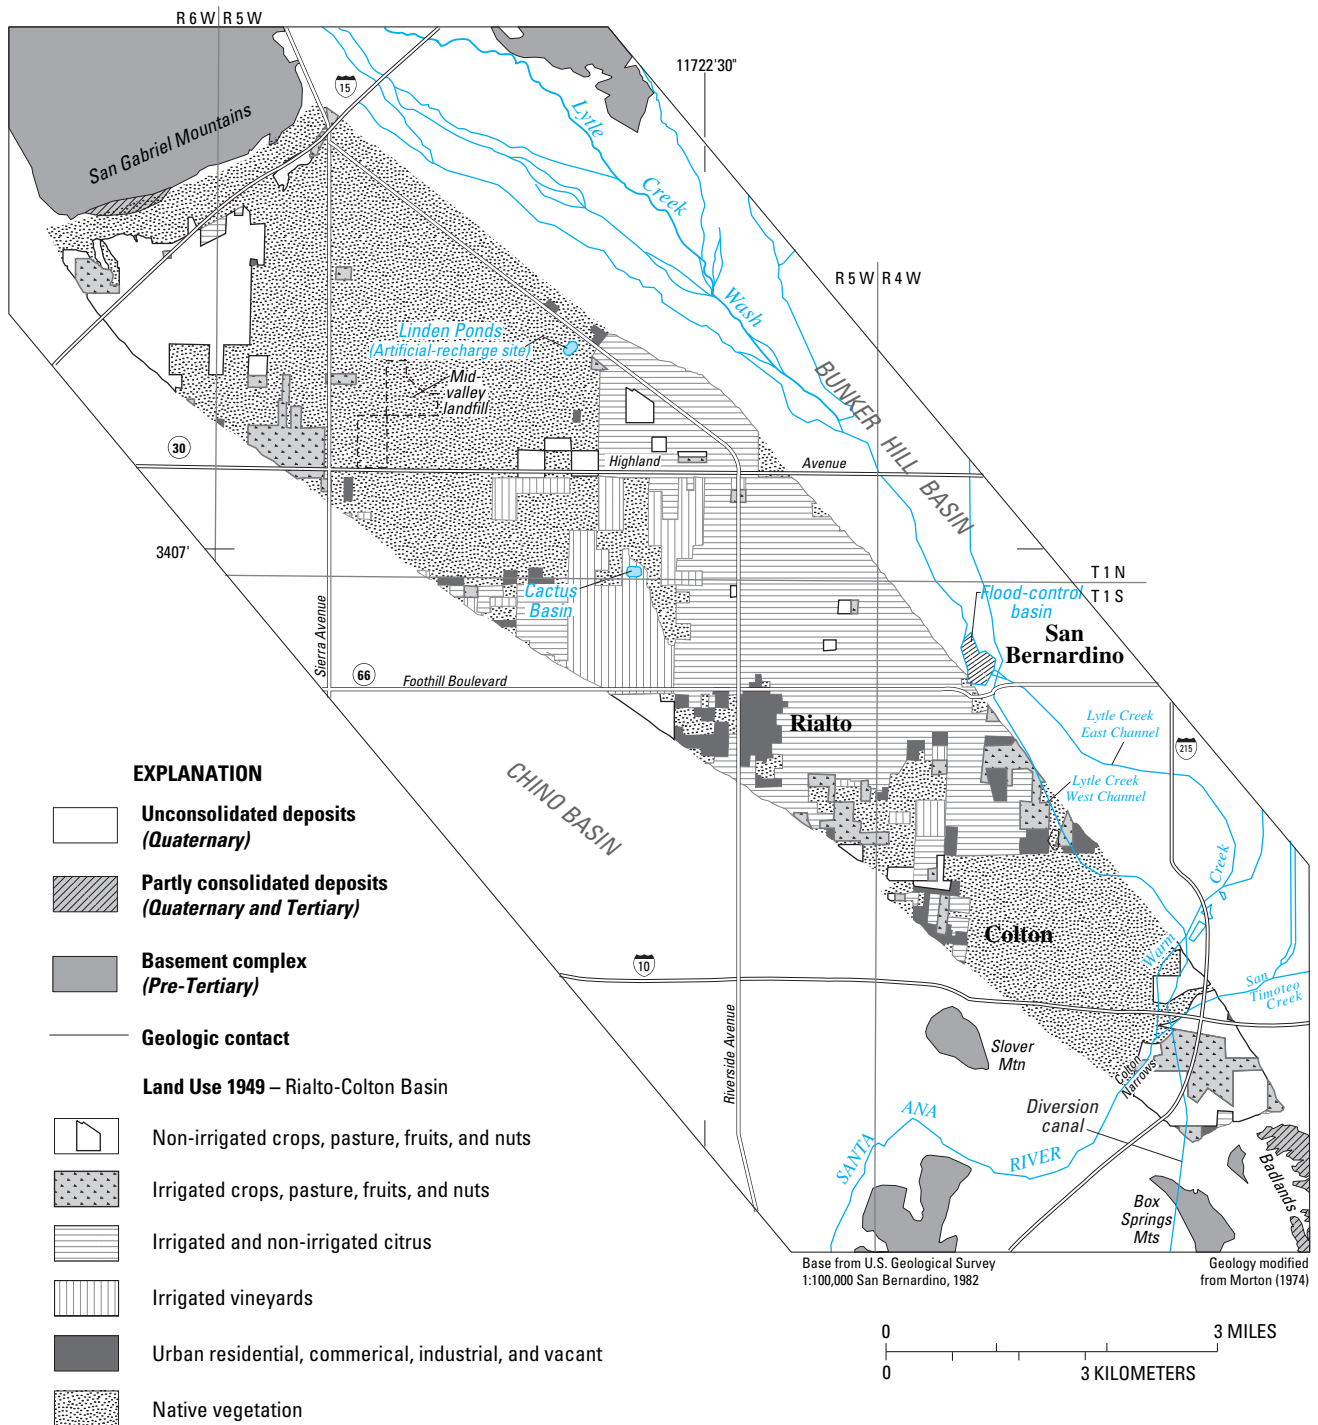 R 6 W R 5 W
11722'30"
15
San Gabriel Mountains
Lytle
Creek
Wash
R 5 W R 4 W
Linden Ponds
(Artificial-recharge site)
Mid-
valley
landfill
BUNKER HILL BASIN
30
Highland
Avenue
3407'
T 1 N
T 1 S
Cactus
Basin
Flood-control
basin
San
Bernardino
Sierra Avenue
66
Foothill Boulevard
Rialto
Lytle Creek
East Channel
215
CHINO BASIN
Lytle Creek
West Channel
Creek
Warm
Colton
10
San
Timoteo
Creek
Riverside Avenue
Slover
Mtn
Colton
Narrows
Diversion
canal
SANTA
ANA
RIVER
Badlands
Box
Springs
Mts
Base from U.S. Geological Survey
1:100,000 San Bernardino, 1982
Geology modified
from Morton (1974)
EXPLANATION
Unconsolidated deposits
(Quaternary)
Partly consolidated deposits
(Quaternary and Tertiary)
Basement complex
(Pre-Tertiary)
Geologic contact
Land Use 1949 – Rialto-Colton Basin
Non-irrigated crops, pasture, fruits, and nuts
Irrigated crops, pasture, fruits, and nuts
Irrigated and non-irrigated citrus
Irrigated vineyards
Urban residential, commerical, industrial, and vacant
Native vegetation
0 3 MILES
0 3 KILOMETERS